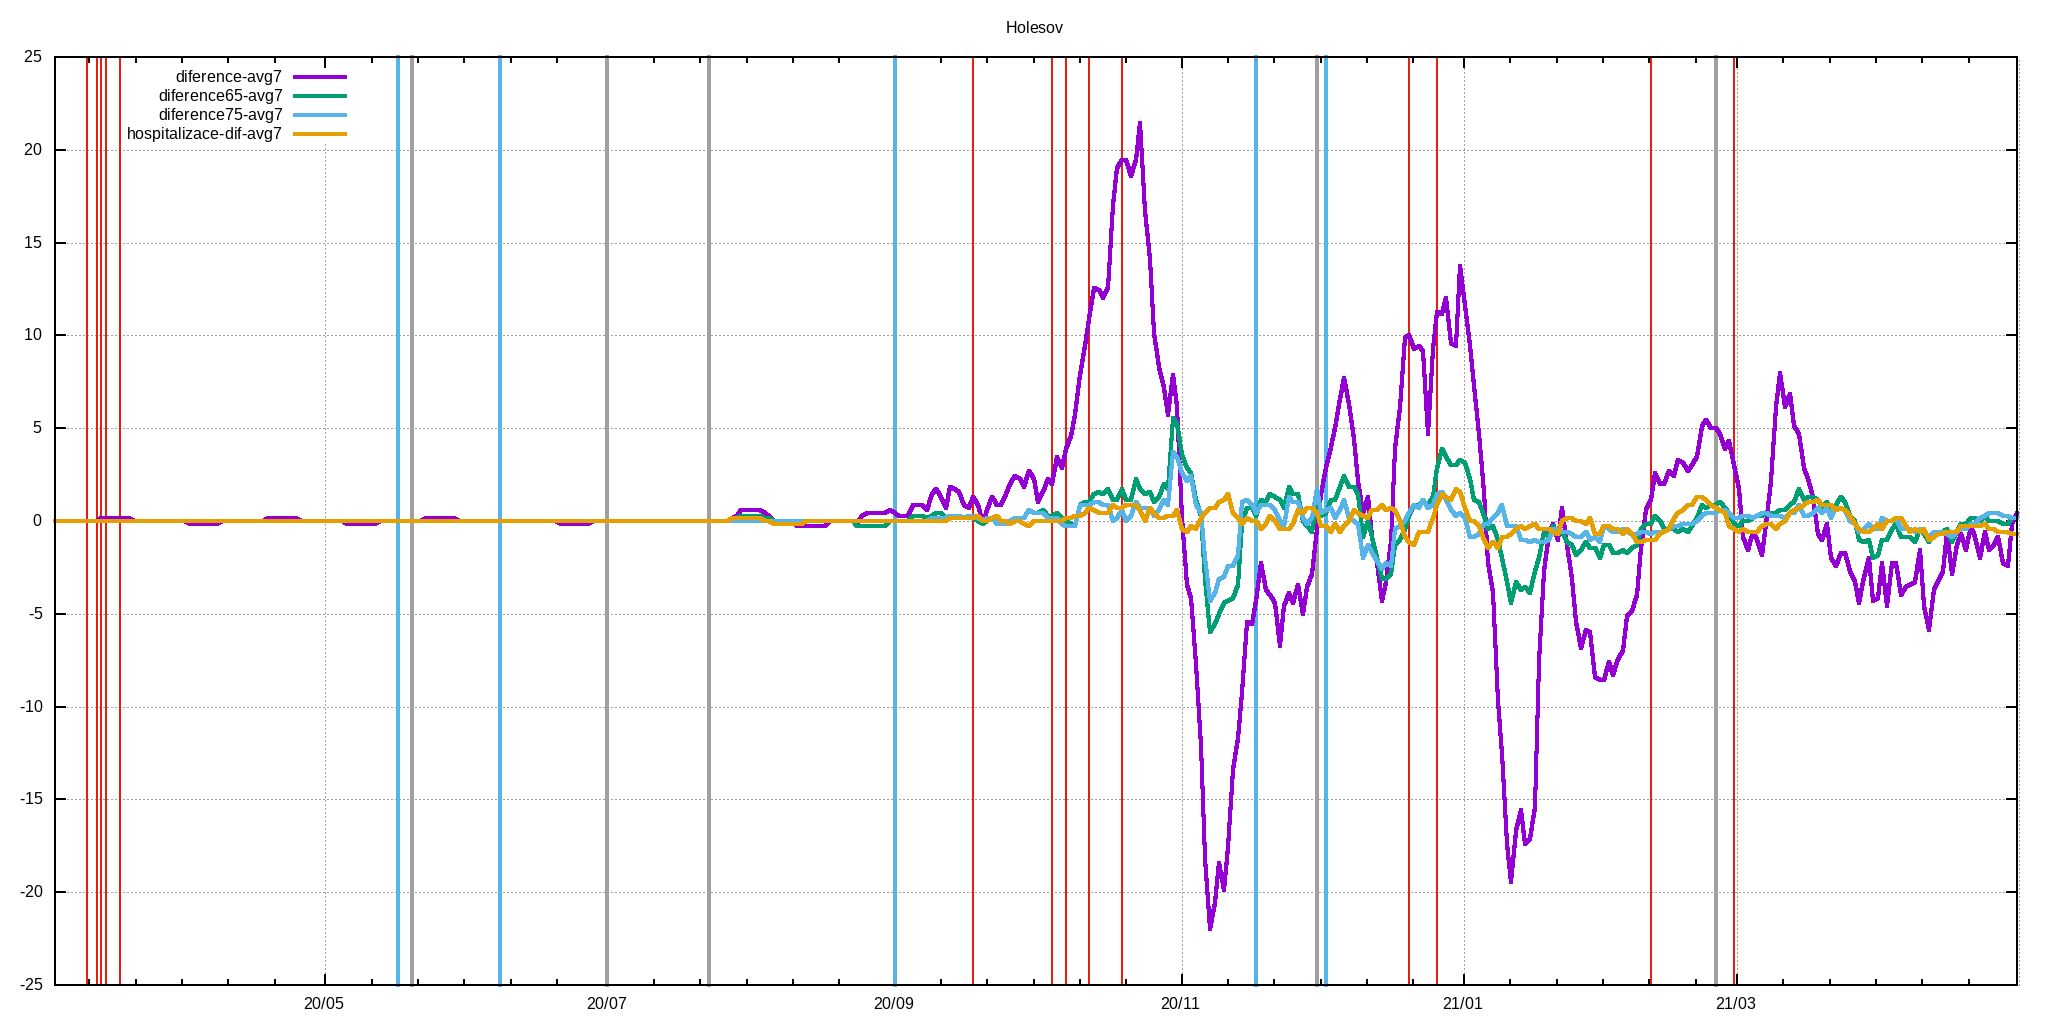 Holesov
25
diference-avg7
diference65-avg7
diference75-avg7
hospitalizace-dif-avg7
20
15
10
5
0
-5
-10
-15
-20
-25
20/05 20/07 20/09 20/11 21/01 21/03